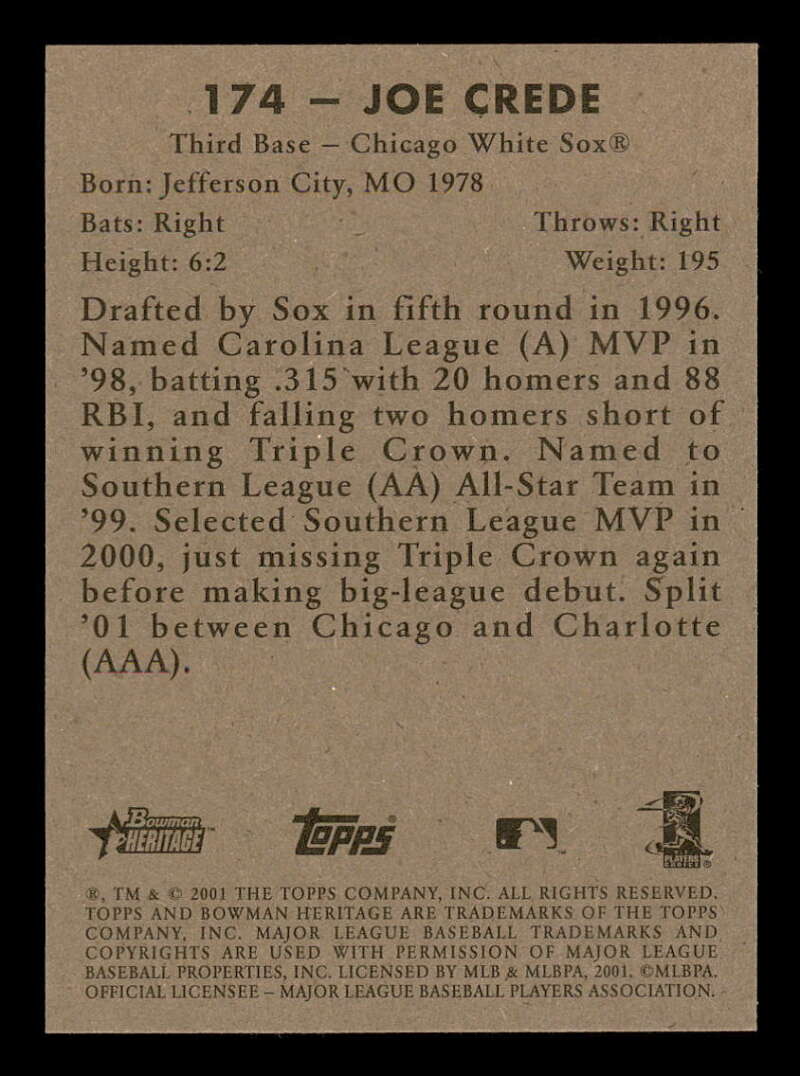 174 – JOE CREDE
Third Base – Chicago White Sox®
Born: Jefferson City, MO 1978
Bats: Right Throws: Right
Height: 6:2 Weight: 195
Drafted by Sox in fifth round in 1996.
Named Carolina League (A) MVP in
’98, batting .315 with 20 homers and 88
RBI, and falling two homers short of
winning Triple Crown. Named to
Southern League (AA) All-Star Team in
’99. Selected Southern League MVP in
2000, just missing Triple Crown again
before making big-league debut. Split
’01 between Chicago and Charlotte
(AAA).
Bowman
HERITAGE™
Topps®
PLAYERS
CHOICE®
®, TM & © 2001 THE TOPPS COMPANY, INC. ALL RIGHTS RESERVED.
TOPPS AND BOWMAN HERITAGE ARE TRADEMARKS OF THE TOPPS
COMPANY, INC. MAJOR LEAGUE BASEBALL TRADEMARKS AND
COPYRIGHTS ARE USED WITH PERMISSION OF MAJOR LEAGUE
BASEBALL PROPERTIES, INC. LICENSED BY MLB & MLBPA, 2001. ©MLBPA.
OFFICIAL LICENSEE – MAJOR LEAGUE BASEBALL PLAYERS ASSOCIATION.